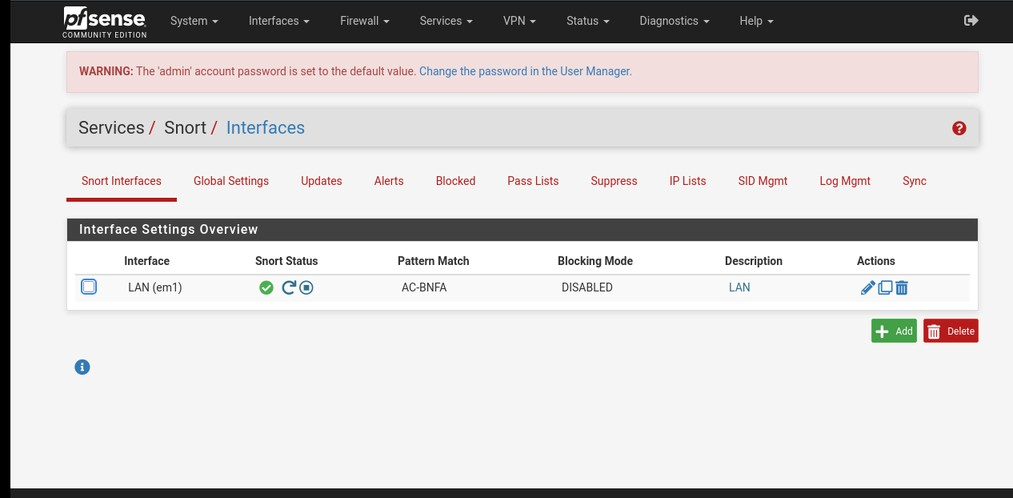 pfsense
COMMUNITY EDITION
System Interfaces Firewall Services VPN Status Diagnostics Help
WARNING: The 'admin' account password is set to the default value. Change the password in the User Manager.
Services / Snort / Interfaces
Snort Interfaces Global Settings Updates Alerts Blocked Pass Lists Suppress IP Lists SID Mgmt Log Mgmt Sync
Interface Settings Overview
Interface Snort Status Pattern Match Blocking Mode Description Actions
LAN (em1) AC-BNFA DISABLED LAN
Add Delete